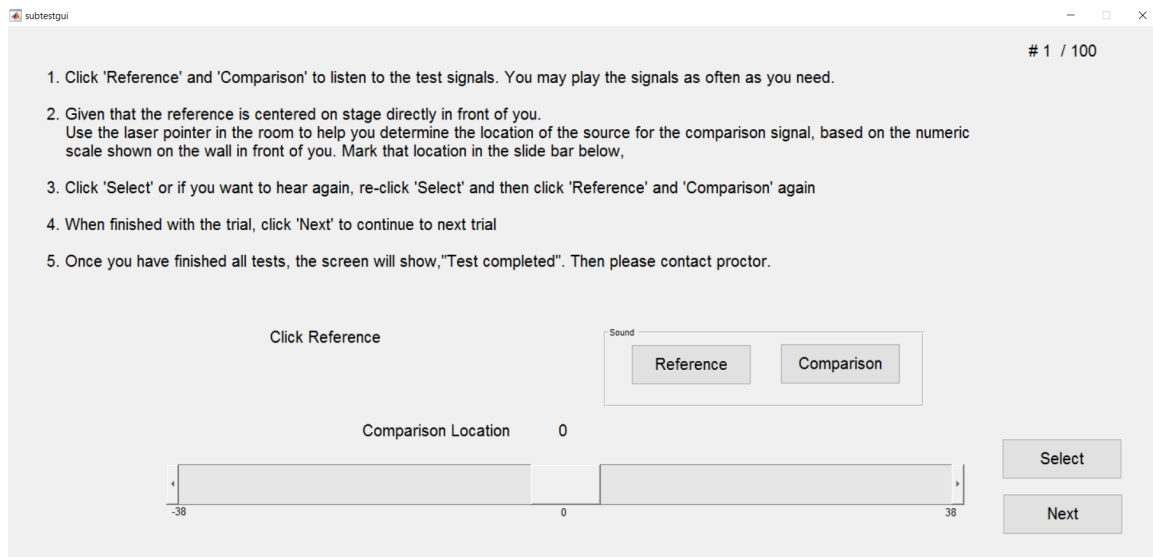 subtestgui
# 1 / 100
1. Click 'Reference' and 'Comparison' to listen to the test signals. You may play the signals as often as you need.
2. Given that the reference is centered on stage directly in front of you.
Use the laser pointer in the room to help you determine the location of the source for the comparison signal, based on the numeric
scale shown on the wall in front of you. Mark that location in the slide bar below,
3. Click 'Select' or if you want to hear again, re-click 'Select' and then click 'Reference' and 'Comparison' again
4. When finished with the trial, click 'Next' to continue to next trial
5. Once you have finished all tests, the screen will show,"Test completed". Then please contact proctor.
Click Reference
Sound
Reference Comparison
Comparison Location 0
Select
-38 0 38
Next